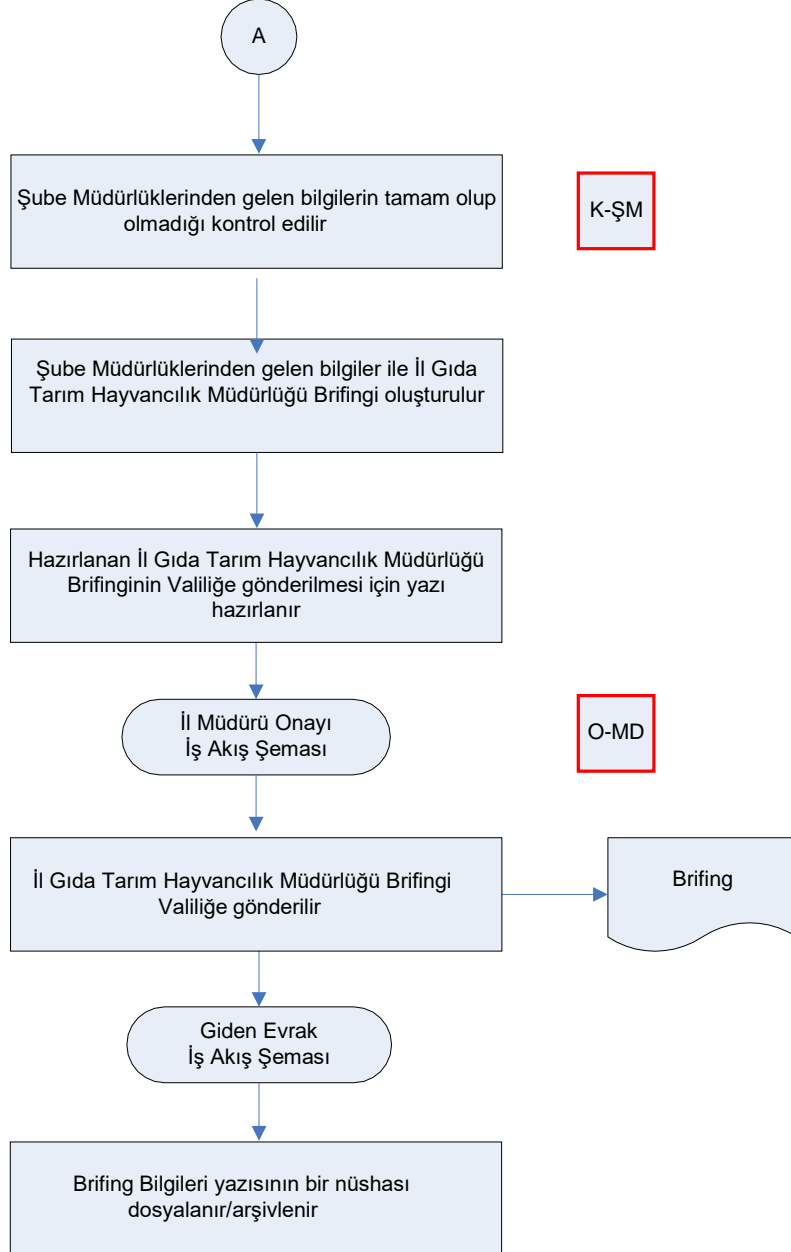 A
Şube Müdürlüklerinden gelen bilgilerin tamam olup
olmadığı kontrol edilir
K-ŞM
Şube Müdürlüklerinden gelen bilgiler ile İl Gıda
Tarım Hayvancılık Müdürlüğü Brifingi oluşturulur
Hazırlanan İl Gıda Tarım Hayvancılık Müdürlüğü
Brifinginin Valiliğe gönderilmesi için yazı
hazırlanır
İl Müdürü Onayı
İş Akış Şeması
O-MD
İl Gıda Tarım Hayvancılık Müdürlüğü Brifingi
Valiliğe gönderilir
Brifing
Giden Evrak
İş Akış Şeması
Brifing Bilgileri yazısının bir nüshası
dosyalanır/arşivlenir